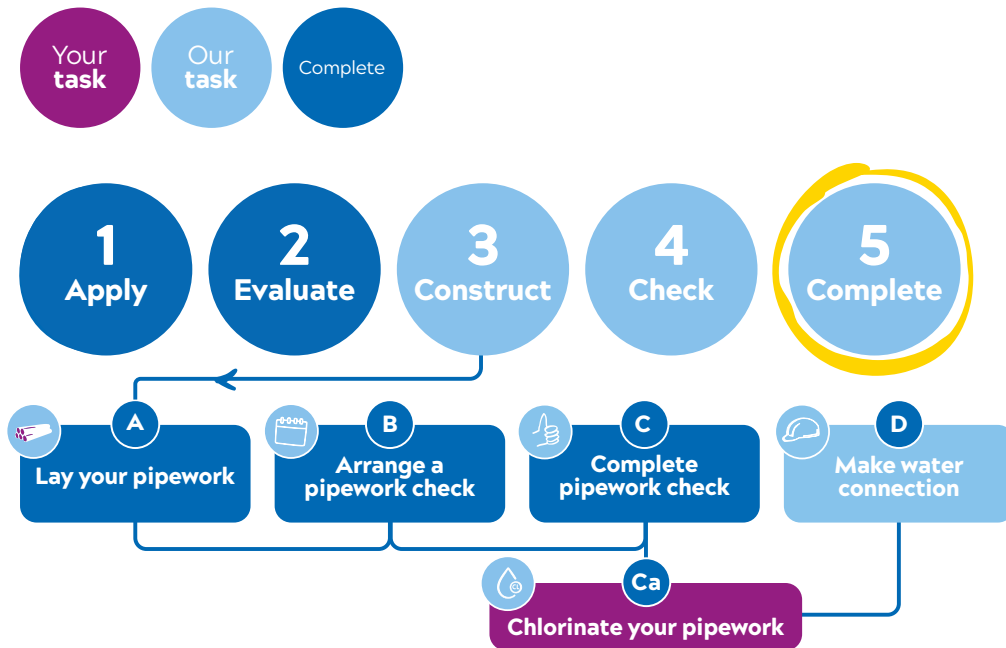 Your
task
Our
task
Complete
1
Apply
2
Evaluate
3
Construct
4
Check
5
Complete
A
Lay your pipework
B
Arrange a
pipework check
C
Complete
pipework check
D
Make water
connection
CL
Ca
Chlorinate your pipework